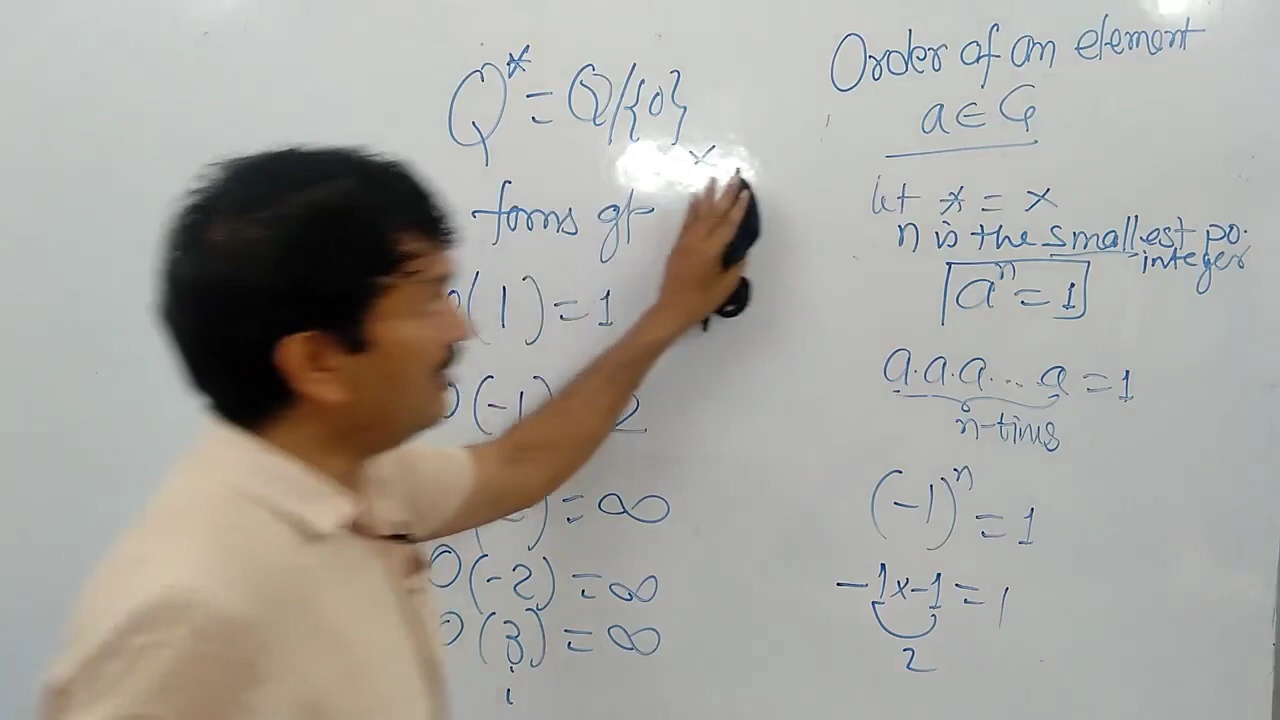 Q* = Q/{0}
×
forms gp
O(1) = 1
O(-1) 2
) = ∞
O(-2) = ∞
O(3) = ∞
Order of an element
a ∈ G
let * = ×
n is the smallest po.
integer
aⁿ = 1
a.a.a... a = 1
n-times
(-1)ⁿ = 1
-1×-1 = 1
2